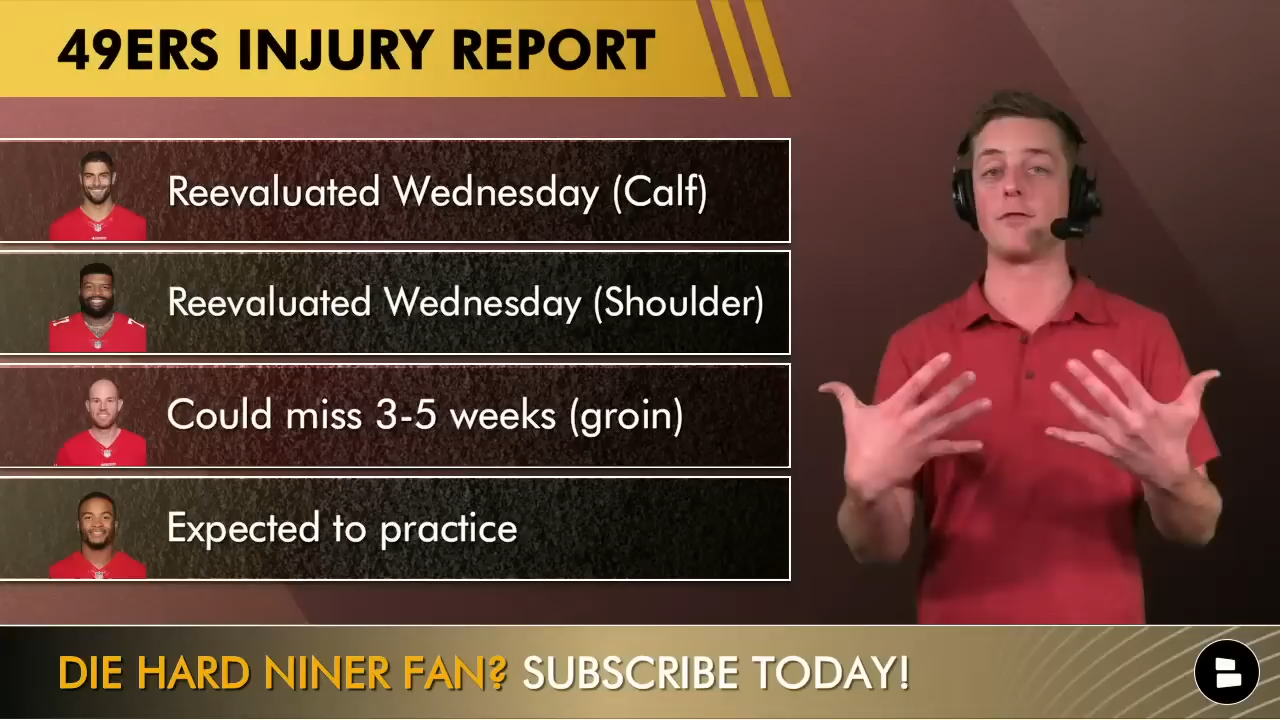 49ERS INJURY REPORT
Reevaluated Wednesday (Calf)
Reevaluated Wednesday (Shoulder)
Could miss 3-5 weeks (groin)
Expected to practice
DIE HARD NINER FAN? SUBSCRIBE TODAY!